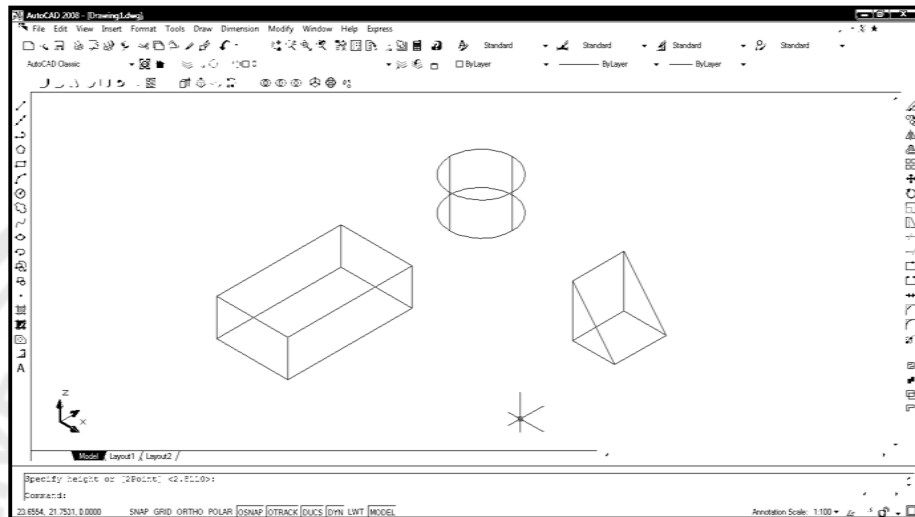 AutoCAD 2008 - [Drawing1.dwg]
File Edit View Insert Format Tools Draw Dimension Modify Window Help Express
Standard Standard Standard Standard
AutoCAD Classic ByLayer ByLayer ByLayer
Z
X
Model Layout1 Layout2
Specify height or [2Point] <2.8110>:
Command:
23.6554, 21.7531, 0.0000 SNAP GRID ORTHO POLAR OSNAP OTRACK DUCS DYN LWT MODEL Annotation Scale: 1:100